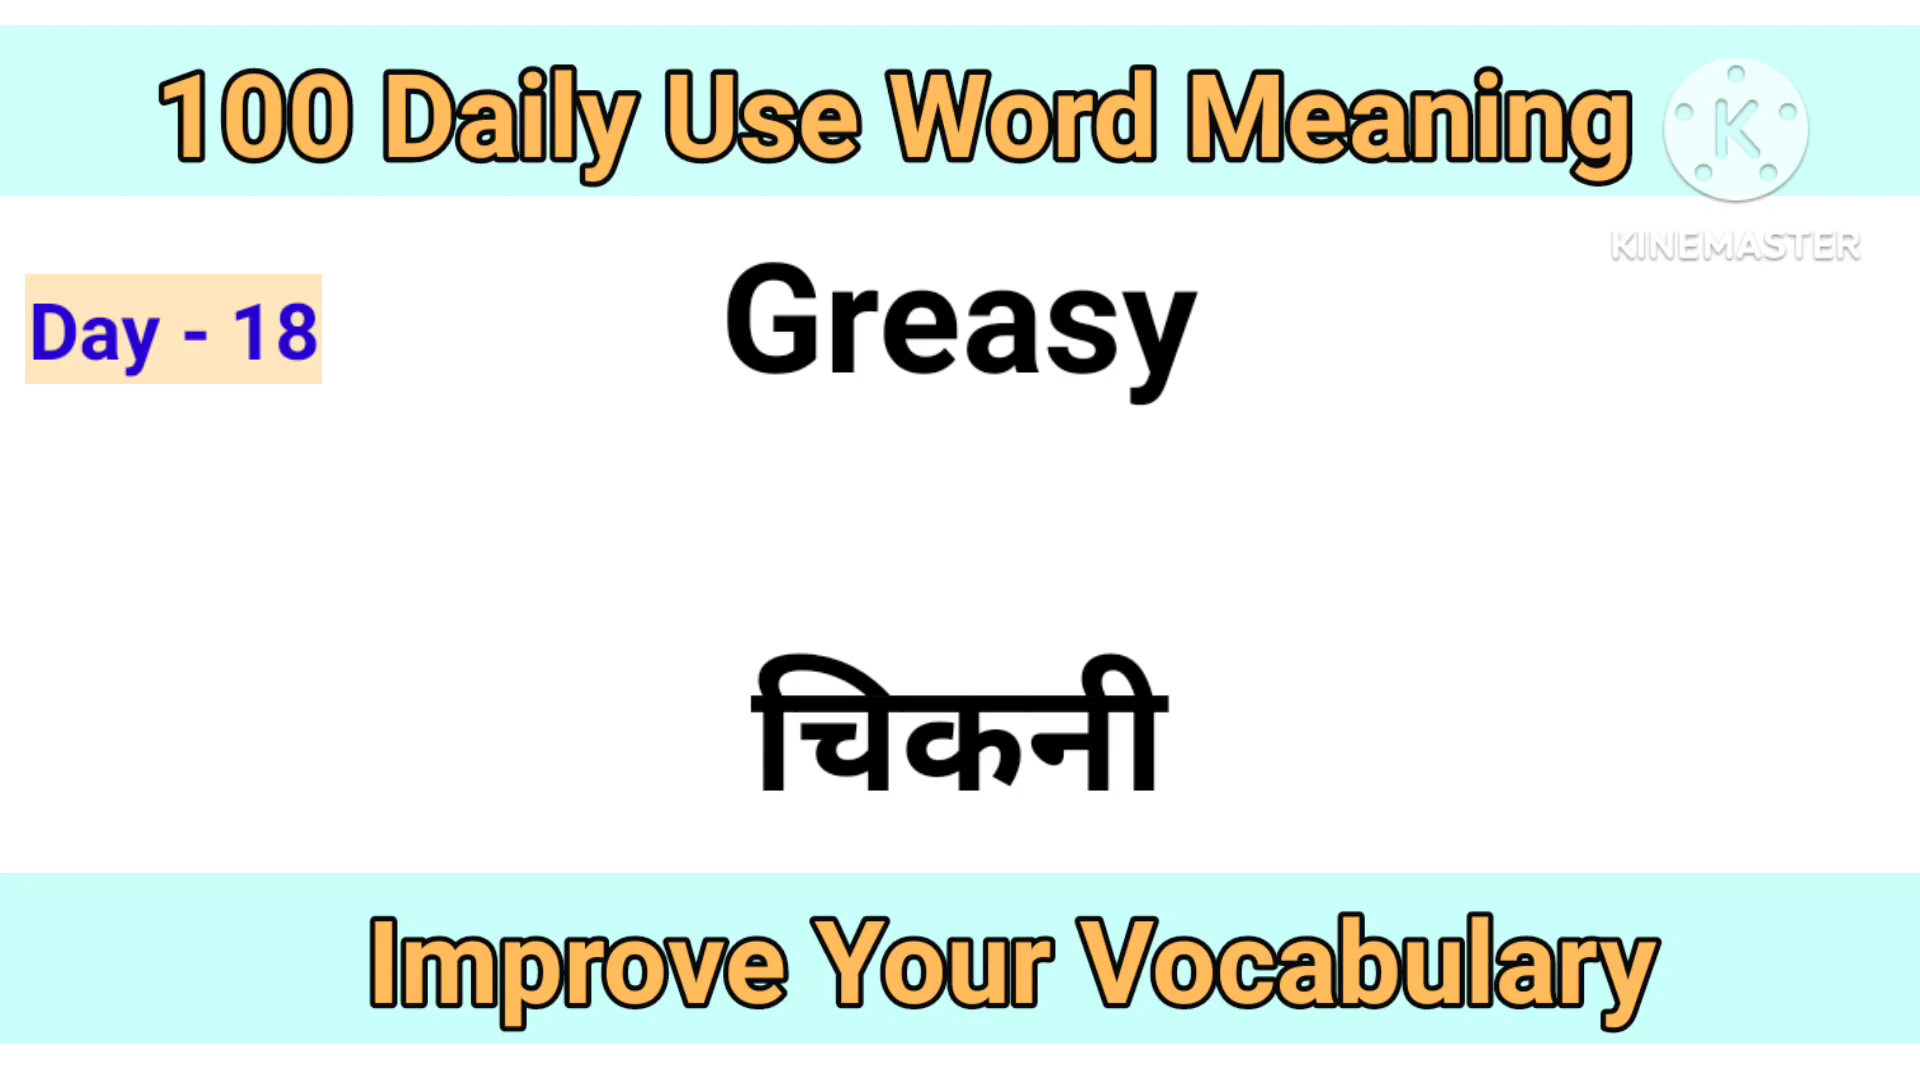 100 Daily Use Word Meaning
K
KINEMASTER
Day - 18
Greasy
चिकनी
Improve Your Vocabulary